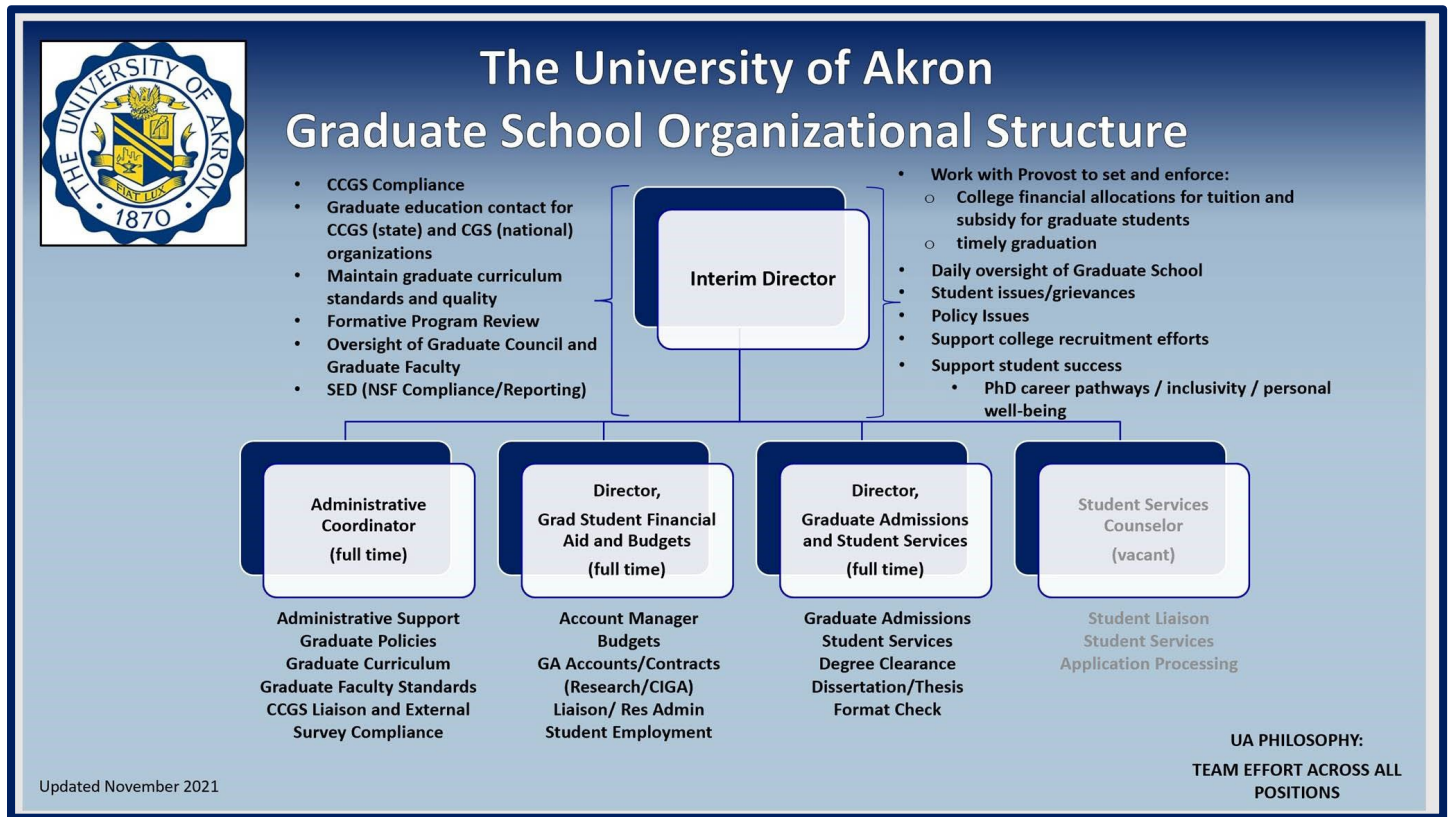 THE UNIVERSITY OF AKRON
FIAT LUX
• 1870 •
The University of Akron
Graduate School Organizational Structure
• CCGS Compliance
• Graduate education contact for
CCGS (state) and CGS (national)
organizations
• Maintain graduate curriculum
standards and quality
• Formative Program Review
• Oversight of Graduate Council and
Graduate Faculty
• SED (NSF Compliance/Reporting)
Interim Director
• Work with Provost to set and enforce:
o College financial allocations for tuition and
subsidy for graduate students
o timely graduation
• Daily oversight of Graduate School
• Student issues/grievances
• Policy Issues
• Support college recruitment efforts
• Support student success
• PhD career pathways / inclusivity / personal
well-being
Administrative
Coordinator
(full time)
Administrative Support
Graduate Policies
Graduate Curriculum
Graduate Faculty Standards
CCGS Liaison and External
Survey Compliance
Director,
Grad Student Financial
Aid and Budgets
(full time)
Account Manager
Budgets
GA Accounts/Contracts
(Research/CIGA)
Liaison/ Res Admin
Student Employment
Director,
Graduate Admissions
and Student Services
(full time)
Graduate Admissions
Student Services
Degree Clearance
Dissertation/Thesis
Format Check
Student Services
Counselor
(vacant)
Student Liaison
Student Services
Application Processing
UA PHILOSOPHY:
TEAM EFFORT ACROSS ALL
POSITIONS
Updated November 2021